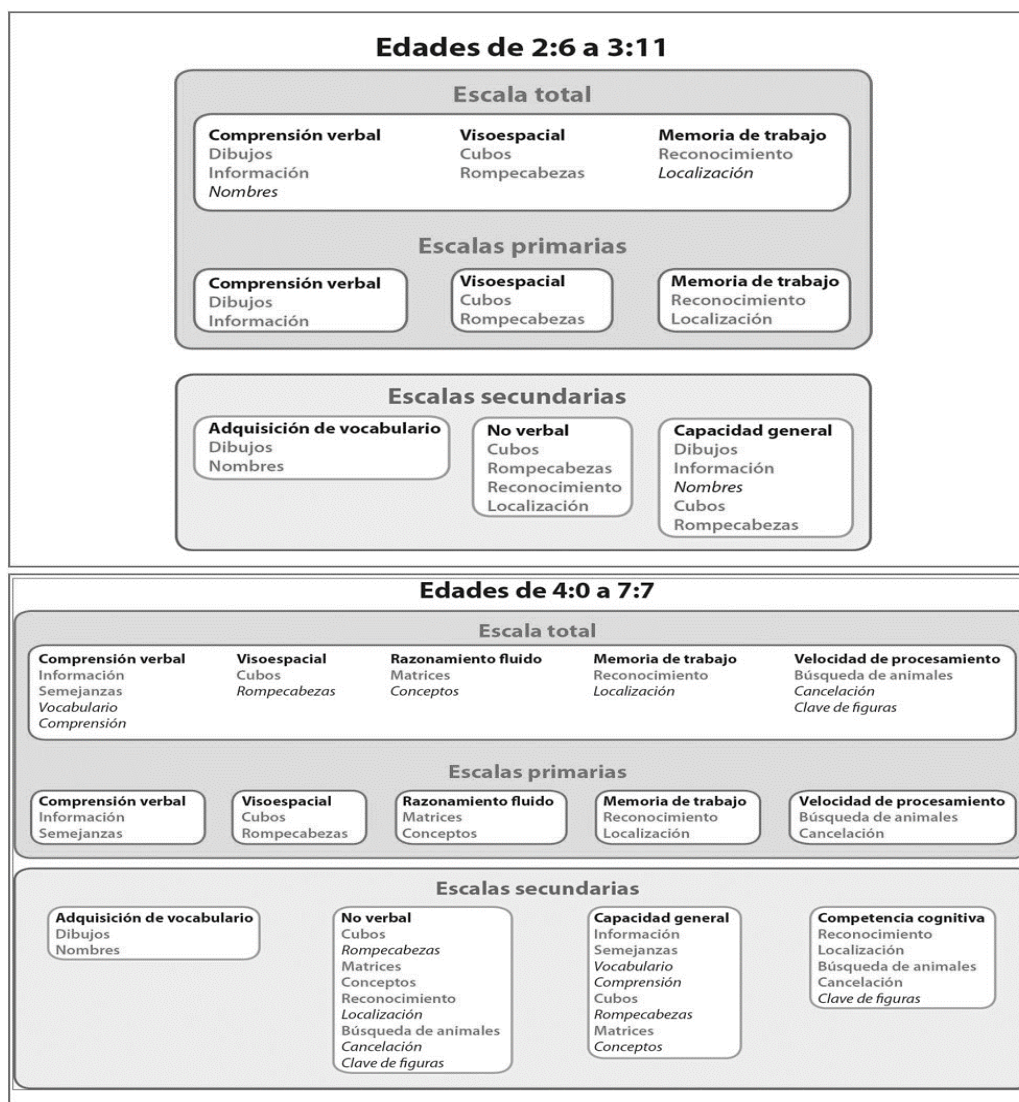 Edades de 2:6 a 3:11
Escala total
Comprensión verbal
Dibujos
Información
Nombres
Visoespacial
Cubos
Rompecabezas
Memoria de trabajo
Reconocimiento
Localización
Escalas primarias
Comprensión verbal
Dibujos
Información
Visoespacial
Cubos
Rompecabezas
Memoria de trabajo
Reconocimiento
Localización
Escalas secundarias
Adquisición de vocabulario
Dibujos
Nombres
No verbal
Cubos
Rompecabezas
Reconocimiento
Localización
Capacidad general
Dibujos
Información
Nombres
Cubos
Rompecabezas
Edades de 4:0 a 7:7
Escala total
Comprensión verbal
Información
Semejanzas
Vocabulario
Comprensión
Visoespacial
Cubos
Rompecabezas
Razonamiento fluido
Matrices
Conceptos
Memoria de trabajo
Reconocimiento
Localización
Velocidad de procesamiento
Búsqueda de animales
Cancelación
Clave de figuras
Escalas primarias
Comprensión verbal
Información
Semejanzas
Visoespacial
Cubos
Rompecabezas
Razonamiento fluido
Matrices
Conceptos
Memoria de trabajo
Reconocimiento
Localización
Velocidad de procesamiento
Búsqueda de animales
Cancelación
Escalas secundarias
Adquisición de vocabulario
Dibujos
Nombres
No verbal
Cubos
Rompecabezas
Matrices
Conceptos
Reconocimiento
Localización
Búsqueda de animales
Cancelación
Clave de figuras
Capacidad general
Información
Semejanzas
Vocabulario
Comprensión
Cubos
Rompecabezas
Matrices
Conceptos
Competencia cognitiva
Reconocimiento
Localización
Búsqueda de animales
Cancelación
Clave de figuras